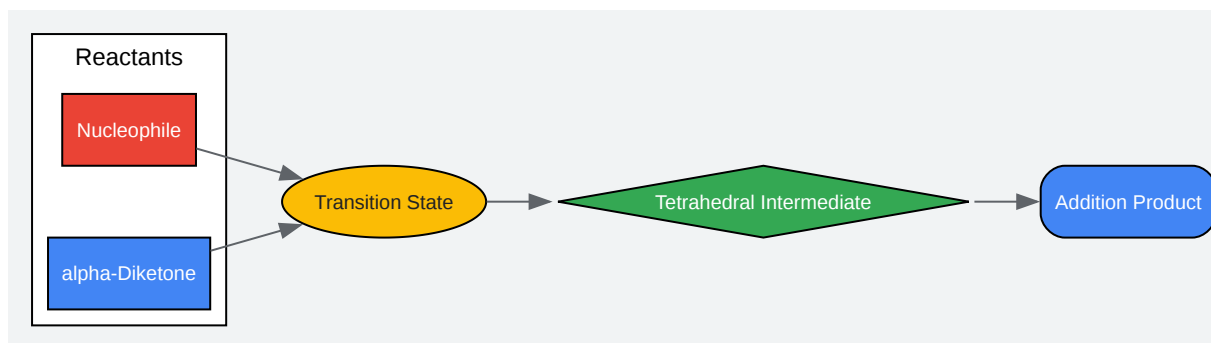 Reactants
Nucleophile
alpha-Diketone
Transition State
Tetrahedral Intermediate
Addition Product